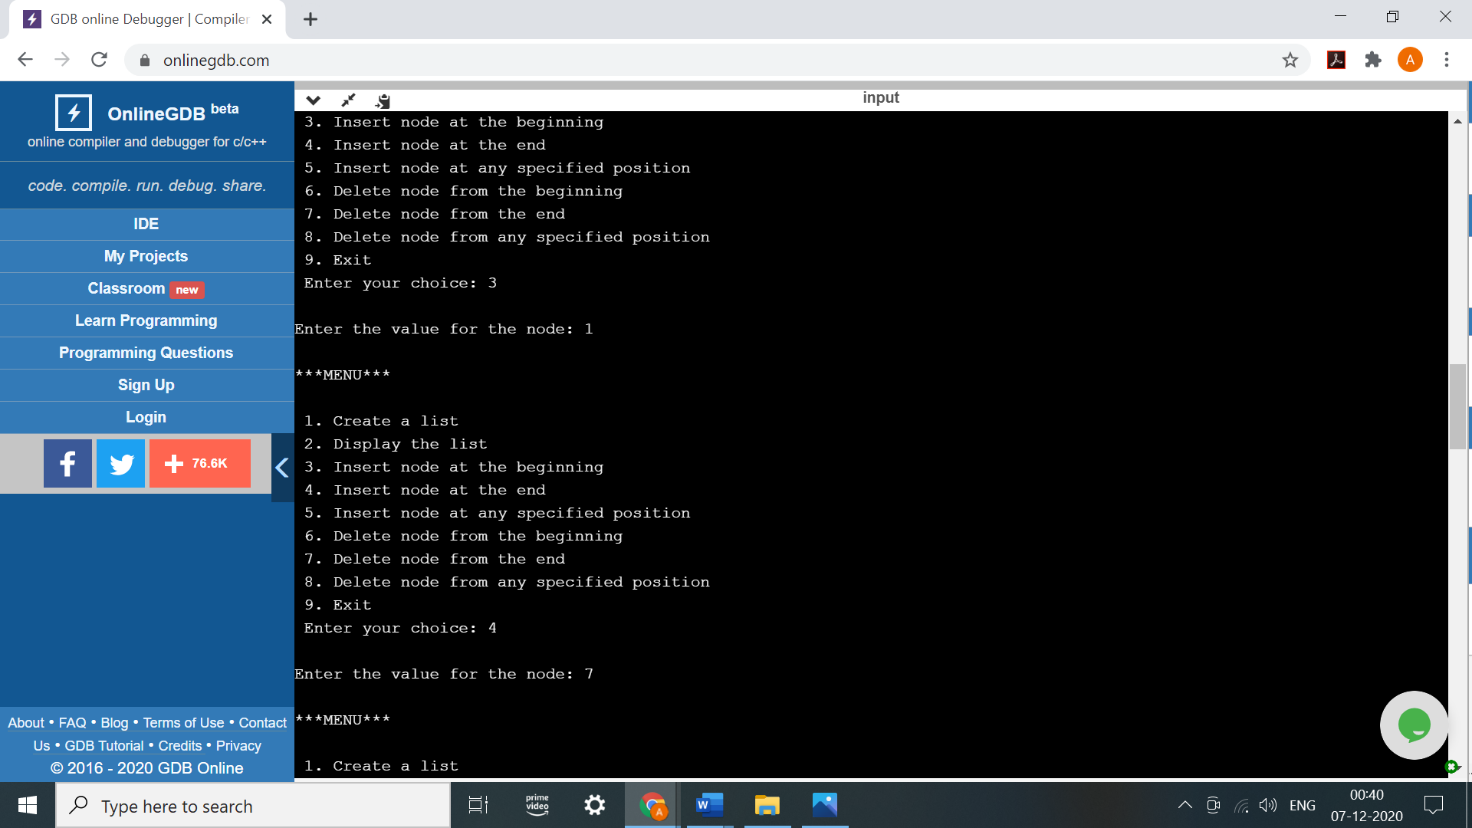 GDB online Debugger | Compiler
onlinegdb.com
A
OnlineGDB beta
online compiler and debugger for c/c++
code. compile. run. debug. share.
IDE
My Projects
Classroom new
Learn Programming
Programming Questions
Sign Up
Login
76.6K
About • FAQ • Blog • Terms of Use • Contact
Us • GDB Tutorial • Credits • Privacy
© 2016 - 2020 GDB Online
input
3. Insert node at the beginning
4. Insert node at the end
5. Insert node at any specified position
6. Delete node from the beginning
7. Delete node from the end
8. Delete node from any specified position
9. Exit
Enter your choice: 3
Enter the value for the node: 1
***MENU***
1. Create a list
2. Display the list
3. Insert node at the beginning
4. Insert node at the end
5. Insert node at any specified position
6. Delete node from the beginning
7. Delete node from the end
8. Delete node from any specified position
9. Exit
Enter your choice: 4
Enter the value for the node: 7
***MENU***
1. Create a list
Type here to search
prime
video
A
W
ENG
00:40
07-12-2020